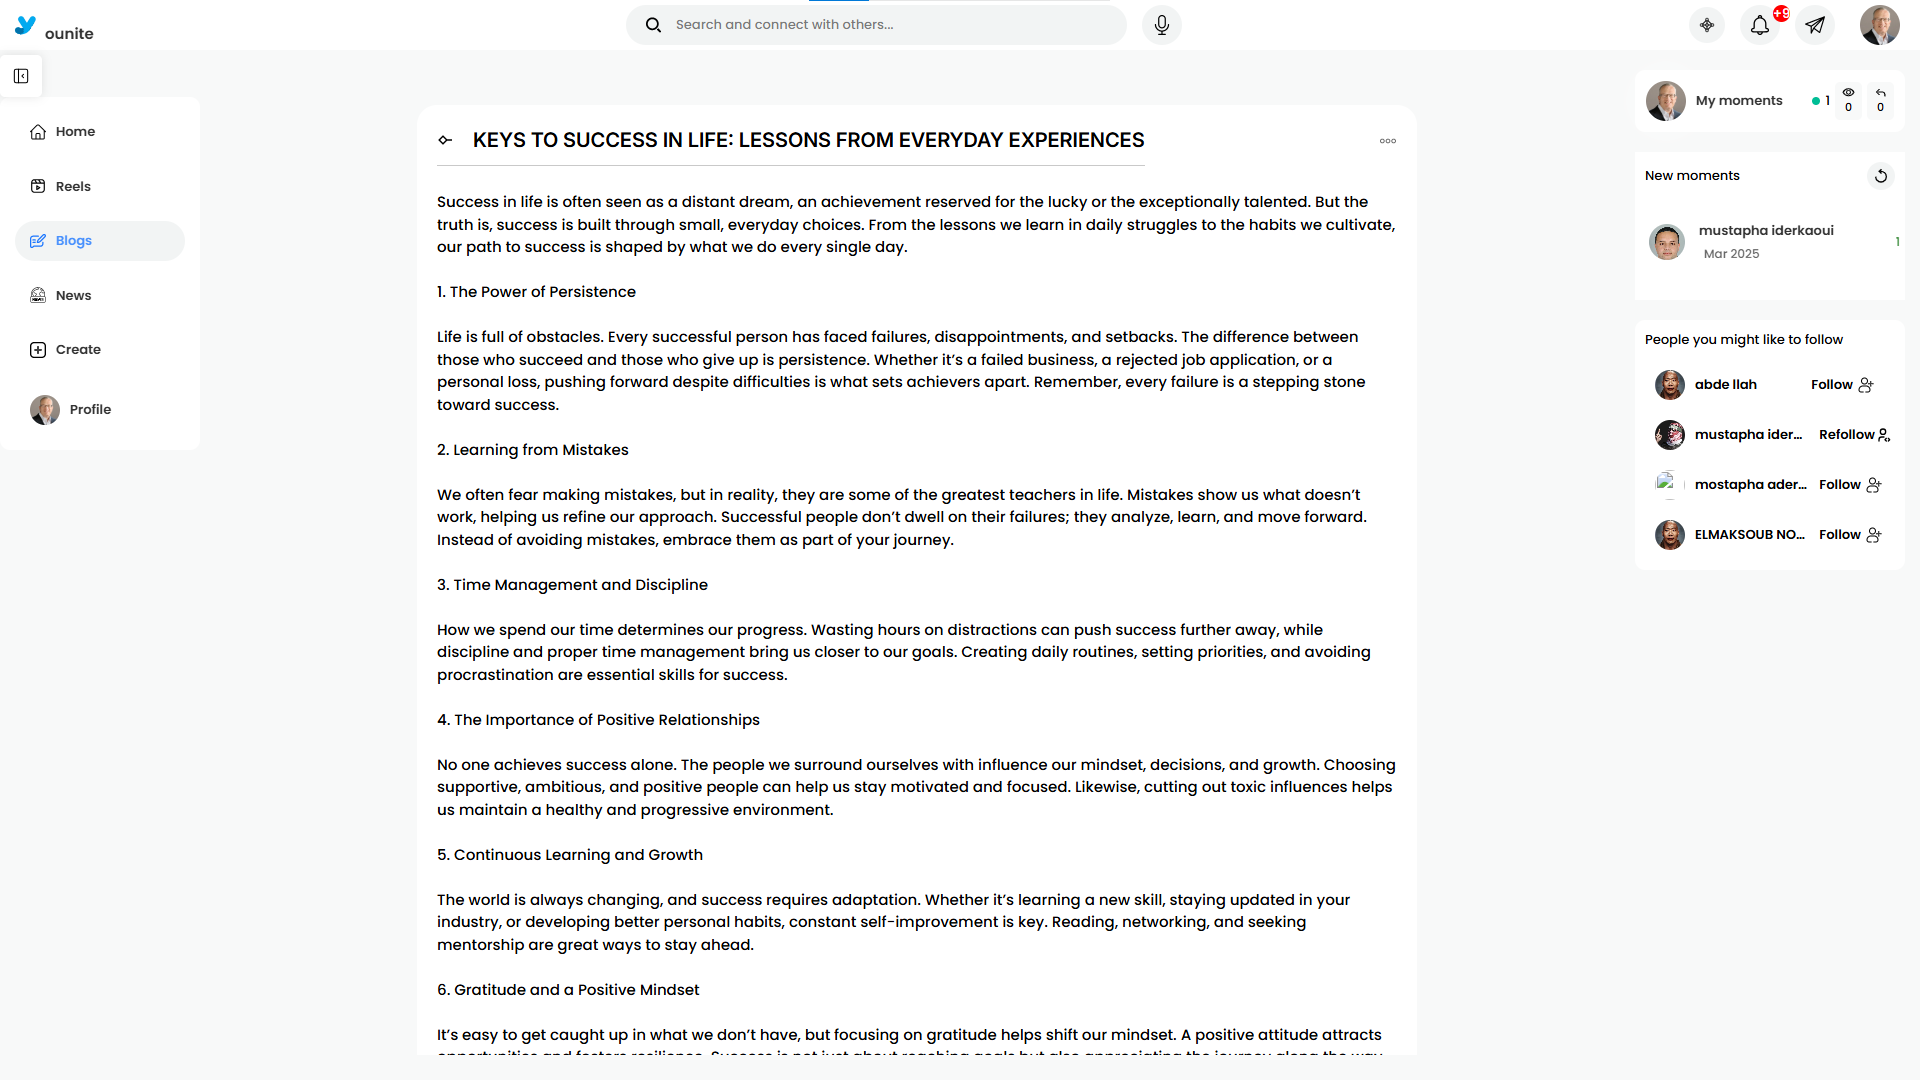 ounite
Search and connect with others...
+9
Home
Reels
Blogs
News
Create
Profile
KEYS TO SUCCESS IN LIFE: LESSONS FROM EVERYDAY EXPERIENCES
Success in life is often seen as a distant dream, an achievement reserved for the lucky or the exceptionally talented. But the
truth is, success is built through small, everyday choices. From the lessons we learn in daily struggles to the habits we cultivate,
our path to success is shaped by what we do every single day.
1. The Power of Persistence
Life is full of obstacles. Every successful person has faced failures, disappointments, and setbacks. The difference between
those who succeed and those who give up is persistence. Whether it’s a failed business, a rejected job application, or a
personal loss, pushing forward despite difficulties is what sets achievers apart. Remember, every failure is a stepping stone
toward success.
2. Learning from Mistakes
We often fear making mistakes, but in reality, they are some of the greatest teachers in life. Mistakes show us what doesn’t
work, helping us refine our approach. Successful people don’t dwell on their failures; they analyze, learn, and move forward.
Instead of avoiding mistakes, embrace them as part of your journey.
3. Time Management and Discipline
How we spend our time determines our progress. Wasting hours on distractions can push success further away, while
discipline and proper time management bring us closer to our goals. Creating daily routines, setting priorities, and avoiding
procrastination are essential skills for success.
4. The Importance of Positive Relationships
No one achieves success alone. The people we surround ourselves with influence our mindset, decisions, and growth. Choosing
supportive, ambitious, and positive people can help us stay motivated and focused. Likewise, cutting out toxic influences helps
us maintain a healthy and progressive environment.
5. Continuous Learning and Growth
The world is always changing, and success requires adaptation. Whether it’s learning a new skill, staying updated in your
industry, or developing better personal habits, constant self-improvement is key. Reading, networking, and seeking
mentorship are great ways to stay ahead.
6. Gratitude and a Positive Mindset
It’s easy to get caught up in what we don’t have, but focusing on gratitude helps shift our mindset. A positive attitude attracts
opportunities and fosters resilience. Success is not just about reaching goals but also appreciating the journey along the way.
My moments
1
0
0
New moments
mustapha iderkaoui
Mar 2025
1
People you might like to follow
abde llah Follow
mustapha ider... Refollow
mostapha ader... Follow
ELMAKSOUB NO... Follow